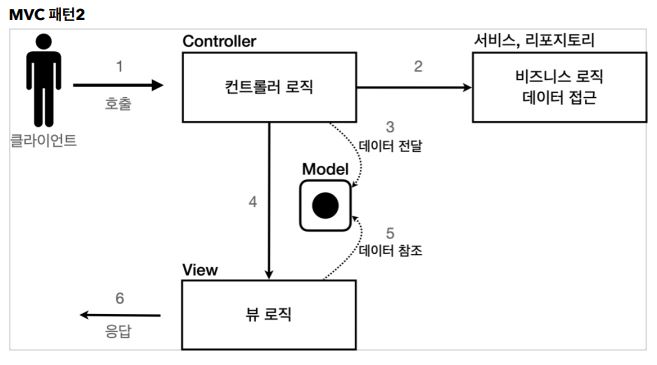 MVC 패턴2
Controller
서비스, 리포지토리
1
호출
컨트롤러 로직
2
비즈니스 로직
데이터 접근
클라이언트
3
데이터 전달
Model
4
5
데이터 참조
View
6
응답
뷰 로직